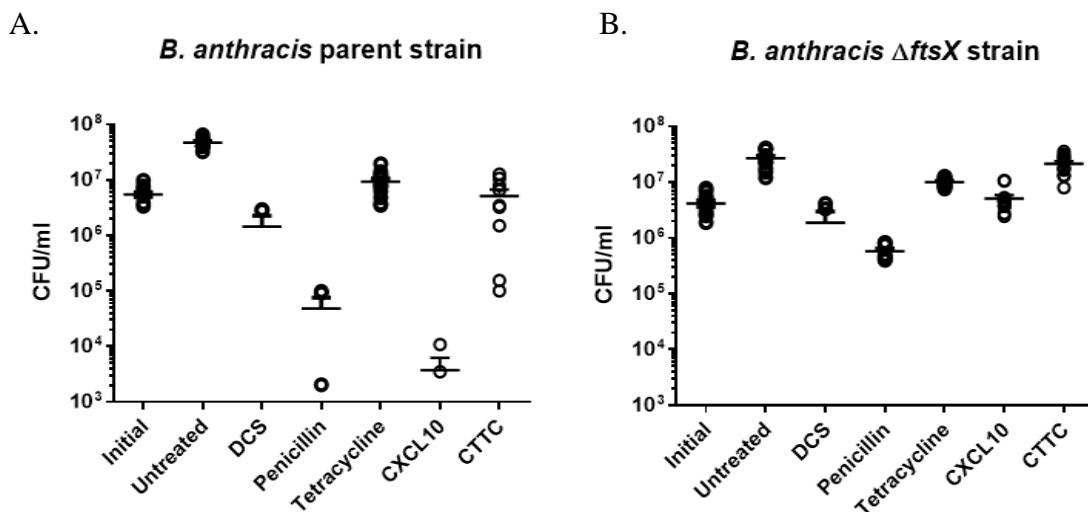 A.
B. anthracis parent strain
CFU/ml
10⁸
10⁷
10⁶
10⁵
10⁴
10³
Initial
Untreated
DCS
Penicillin
Tetracycline
CXCL10
CTTC
B.
B. anthracis ΔftsX strain
CFU/ml
10⁸
10⁷
10⁶
10⁵
10⁴
10³
Initial
Untreated
DCS
Penicillin
Tetracycline
CXCL10
CTTC